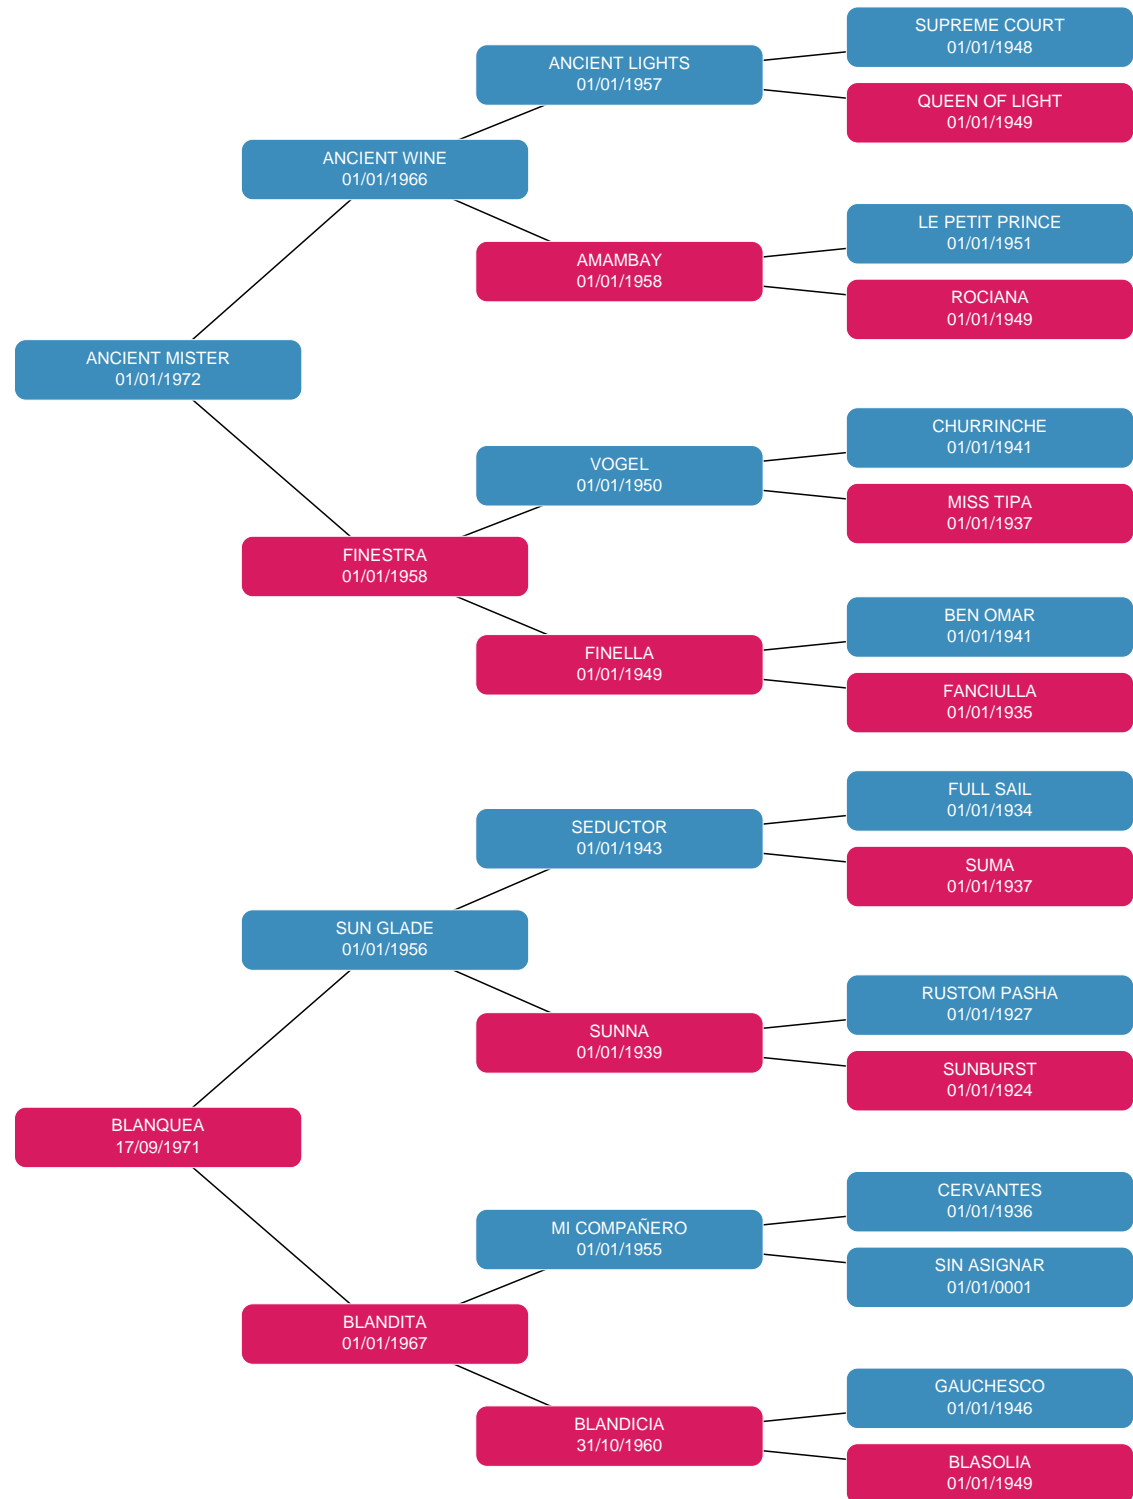 SUPREME COURT
01/01/1948
ANCIENT LIGHTS
01/01/1957
QUEEN OF LIGHT
01/01/1949
ANCIENT WINE
01/01/1966
LE PETIT PRINCE
01/01/1951
AMAMBAY
01/01/1958
ROCIANA
01/01/1949
ANCIENT MISTER
01/01/1972
CHURRINCHE
01/01/1941
VOGEL
01/01/1950
MISS TIPA
01/01/1937
FINESTRA
01/01/1958
BEN OMAR
01/01/1941
FINELLA
01/01/1949
FANCIULLA
01/01/1935
FULL SAIL
01/01/1934
SEDUCTOR
01/01/1943
SUMA
01/01/1937
SUN GLADE
01/01/1956
RUSTOM PASHA
01/01/1927
SUNNA
01/01/1939
SUNBURST
01/01/1924
BLANQUEA
17/09/1971
CERVANTES
01/01/1936
MI COMPAÑERO
01/01/1955
SIN ASIGNAR
01/01/0001
BLANDITA
01/01/1967
GAUCHESCO
01/01/1946
BLANDICIA
31/10/1960
BLASOLIA
01/01/1949